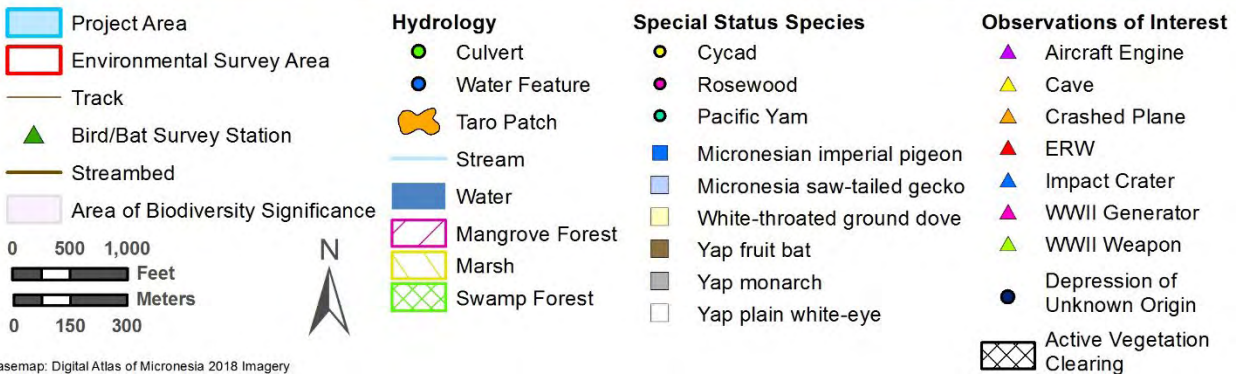 Project Area
Environmental Survey Area
Track
Bird/Bat Survey Station
Streambed
Area of Biodiversity Significance
0 500 1,000
Feet
Meters
0 150 300
N
asemap: Digital Atlas of Micronesia 2018 Imagery
Hydrology
Culvert
Water Feature
Taro Patch
Stream
Water
Mangrove Forest
Marsh
Swamp Forest
Special Status Species
Cycad
Rosewood
Pacific Yam
Micronesian imperial pigeon
Micronesia saw-tailed gecko
White-throated ground dove
Yap fruit bat
Yap monarch
Yap plain white-eye
Observations of Interest
Aircraft Engine
Cave
Crashed Plane
ERW
Impact Crater
WWII Generator
WWII Weapon
Depression of
Unknown Origin
Active Vegetation
Clearing